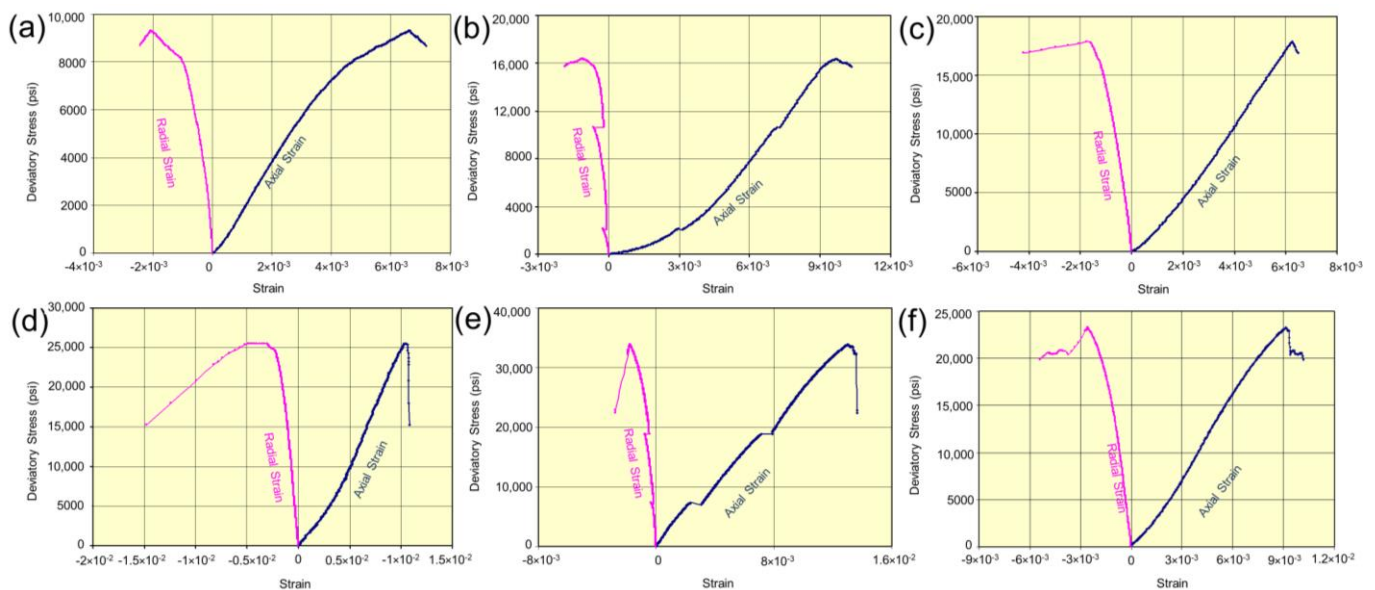 (a)
10,000
8000
6000
4000
2000
0
Deviatory Stress (psi)
Radial Strain
Axial Strain
-4×10⁻³ -2×10⁻³ 0 2×10⁻³ 4×10⁻³ 6×10⁻³ 8×10⁻³
Strain
(b)
20,000
16,000
12,000
8000
4000
0
Deviatory Stress (psi)
Radial Strain
Axial Strain
-3×10⁻³ 0 3×10⁻³ 6×10⁻³ 9×10⁻³ 12×10⁻³
Strain
(c)
20,000
15,000
10,000
5000
0
Deviatory Stress (psi)
Radial Strain
Axial Strain
-6×10⁻³ -4×10⁻³ -2×10⁻³ 0 2×10⁻³ 4×10⁻³ 6×10⁻³ 8×10⁻³
Strain
(d)
30,000
25,000
20,000
15,000
10,000
5000
0
Deviatory Stress (psi)
Radial Strain
Axial Strain
-2×10⁻² -1.5×10⁻² -1×10⁻² -0.5×10⁻² 0 0.5×10⁻² -1×10⁻² 1.5×10⁻²
Strain
(e)
40,000
30,000
20,000
10,000
0
Deviatory Stress (psi)
Radial Strain
Axial Strain
-8×10⁻³ 0 8×10⁻³ 1.6×10⁻²
Strain
(f)
25,000
20,000
15,000
10,000
5000
0
Deviatory Stress (psi)
Radial Strain
Axial Strain
-9×10⁻³ -6×10⁻³ -3×10⁻³ 0 3×10⁻³ 6×10⁻³ 9×10⁻³ 1.2×10⁻²
Strain